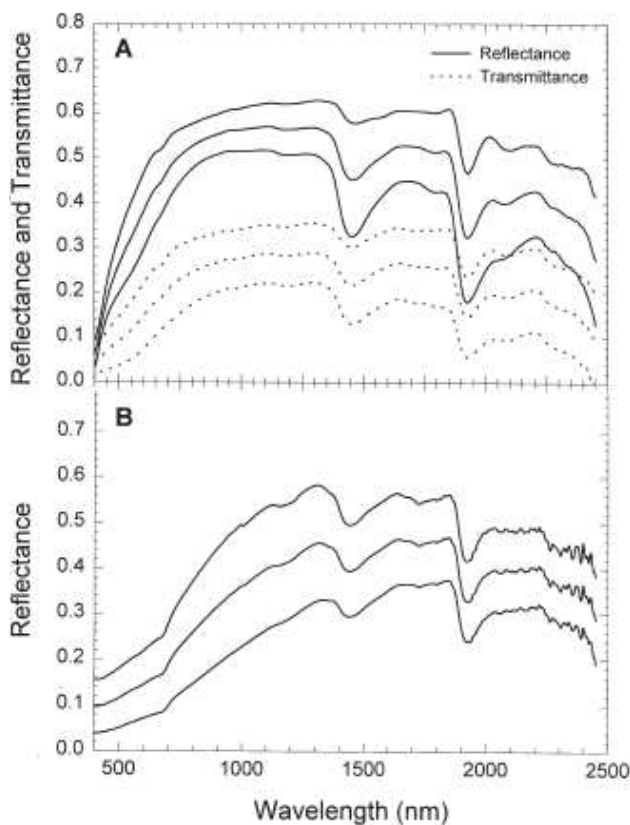 0.8
A
Reflectance
Transmittance
0.7
0.6
0.5
0.4
0.3
0.2
0.1
0.0
Reflectance and Transmittance
B
0.7
0.6
0.5
0.4
0.3
0.2
0.1
0.0
Reflectance
500 1000 1500 2000 2500
Wavelength (nm)